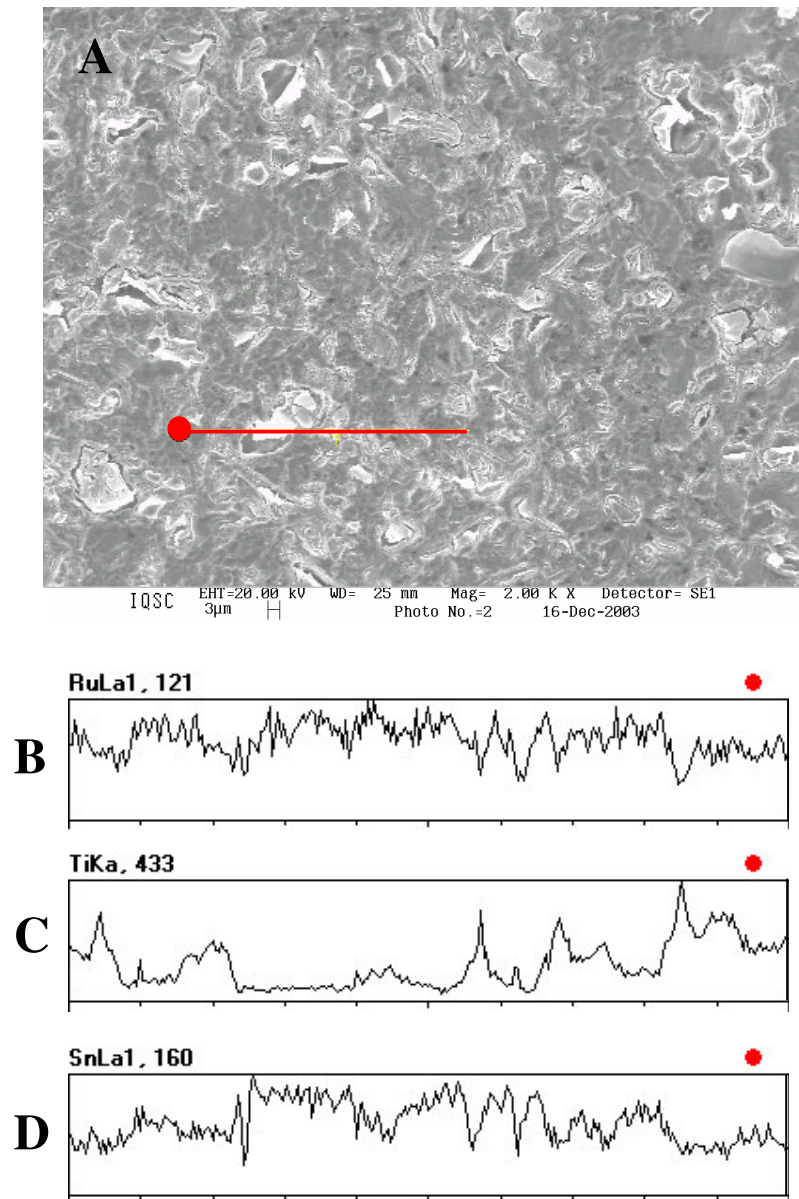 A
IQSC EHT=20.00 kV WD= 25 mm Mag= 2.00 K X Detector= SE1
3µm Photo No.=2 16-Dec-2003
RuLa1, 121
B
TiKa, 433
C
SnLa1, 160
D